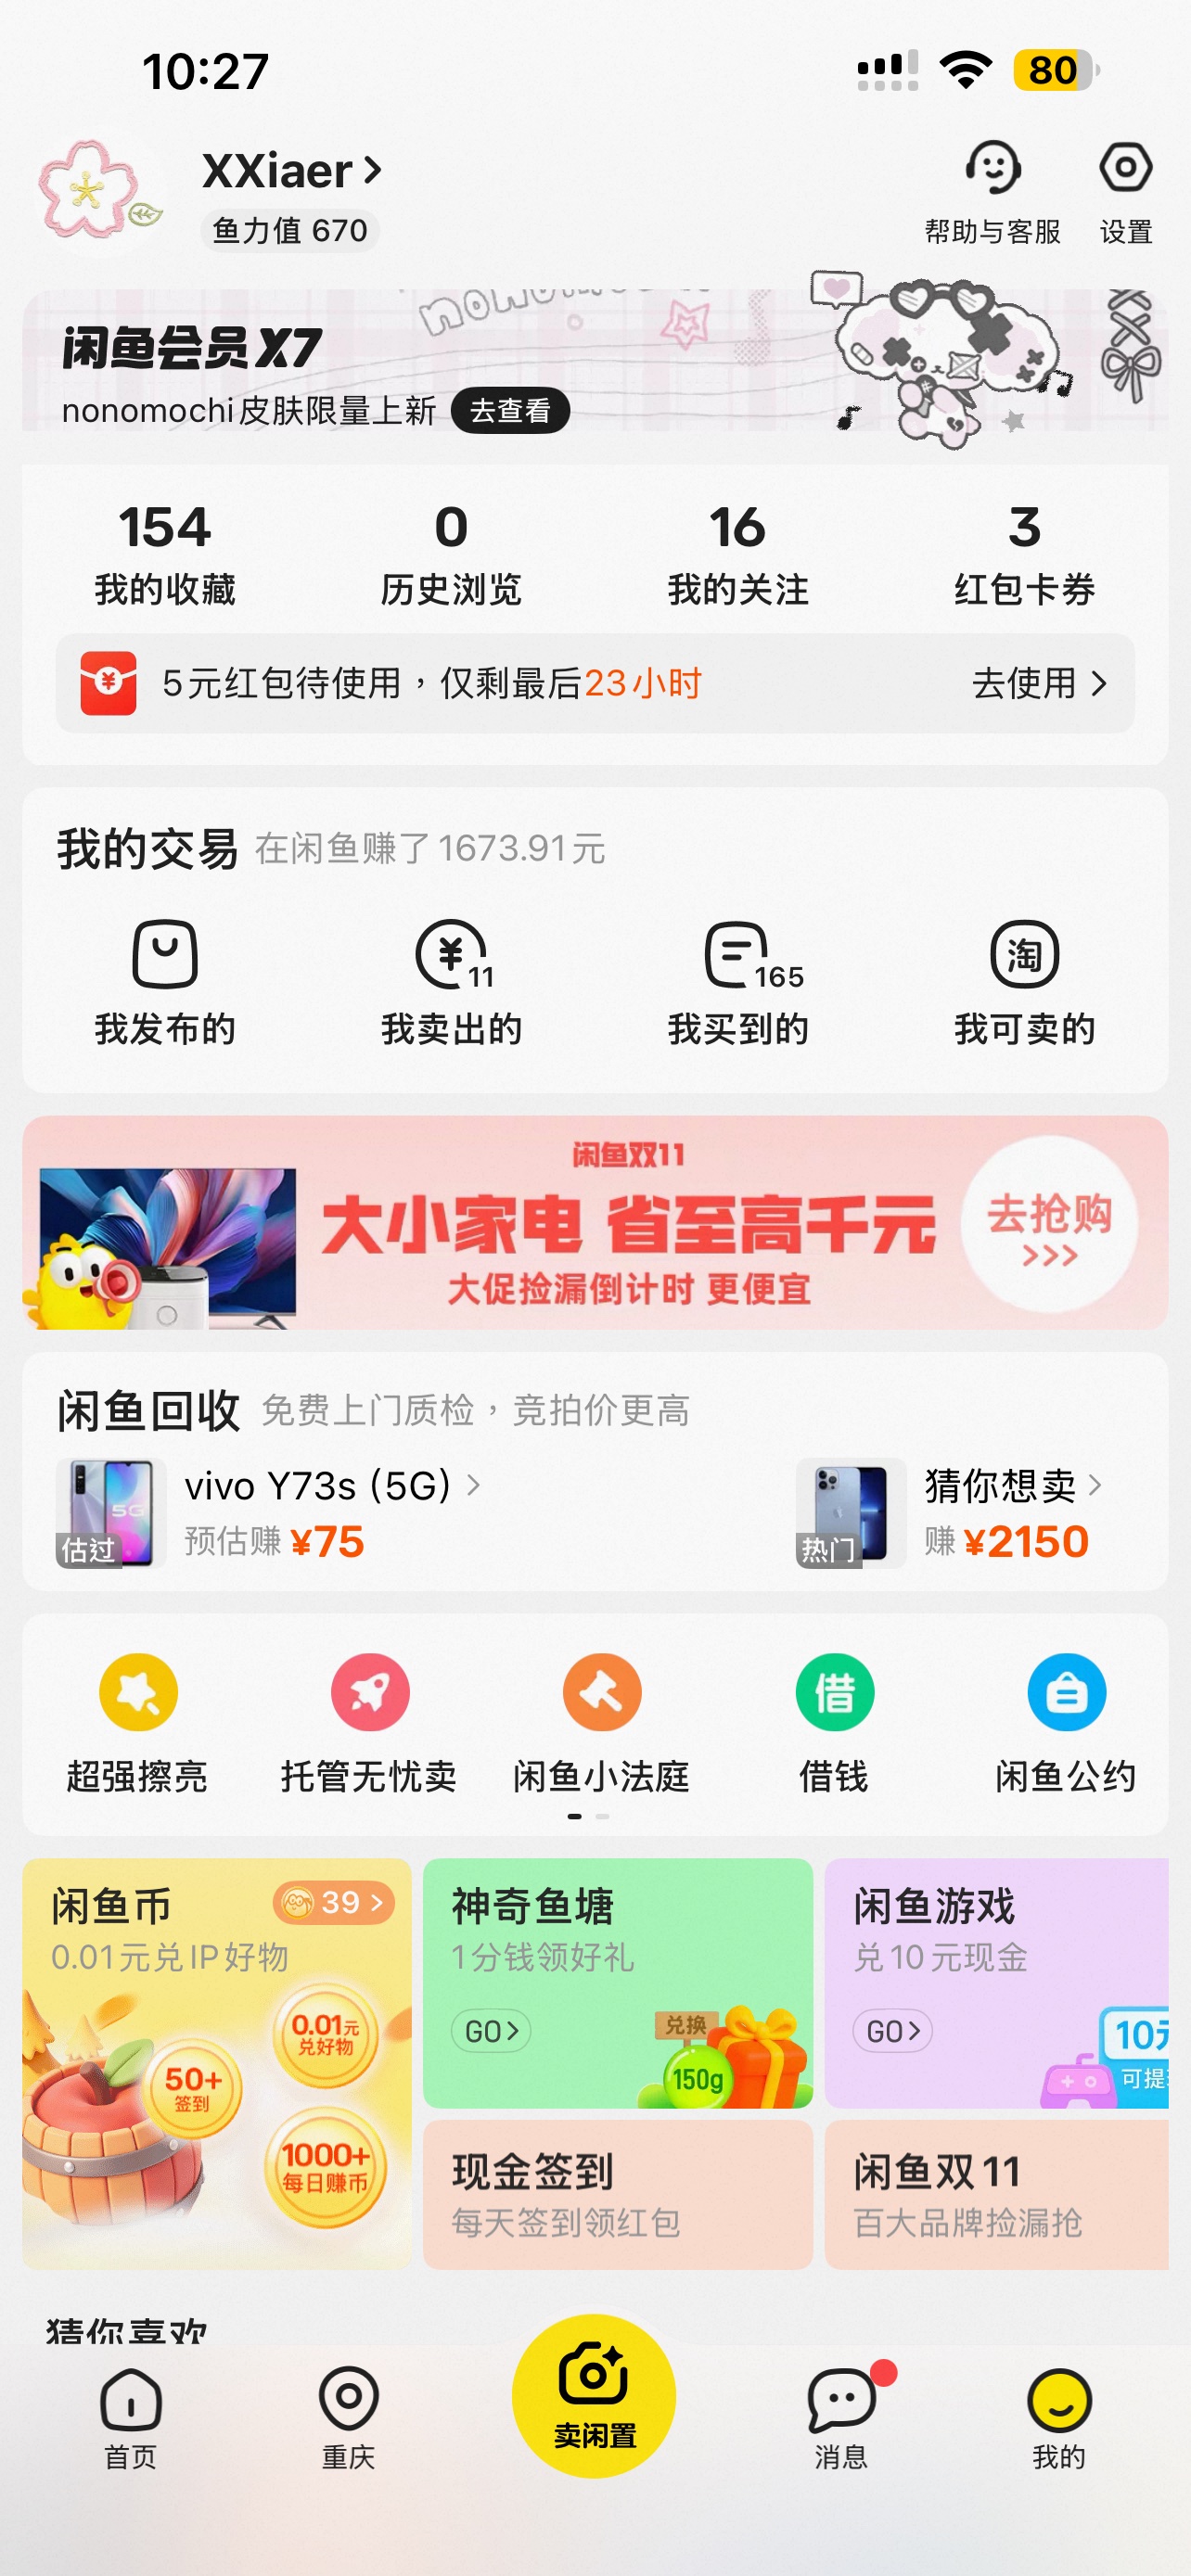 10:27
80
XXiaer
鱼力值 670
帮助与客服
设置
闲鱼会员 X7
nonomochi皮肤限量上新
去查看
154
0
16
3
我的收藏
历史浏览
我的关注
红包卡券
5元红包待使用，仅剩最后23小时
去使用
我的交易 在闲鱼赚了1673.91元
11
165
淘
我发布的
我卖出的
我买到的
我可卖的
闲鱼双11
大小家电 省至高千元
大促捡漏倒计时 更便宜
去抢购
>>>
闲鱼回收 免费上门质检，竞拍价更高
5G
估过
vivo Y73s (5G)
预估赚 ¥75
热门
猜你想卖
赚 ¥2150
借
超强擦亮
托管无忧卖
闲鱼小法庭
借钱
闲鱼公约
闲鱼币
39
0.01元兑IP好物
0.01元
兑好物
50+
签到
1000+
每日赚币
神奇鱼塘
1分钱领好礼
GO
兑换
150g
闲鱼游戏
兑10元现金
GO
10元
可提
现金签到
每天签到领红包
闲鱼双11
百大品牌捡漏抢
猜你喜欢
首页
重庆
卖闲置
消息
我的